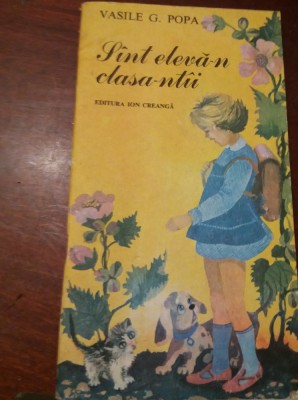 VASILE G. POPA
Sînt elevă-n
clasa-ntîi
EDITURA ION CREANGĂ